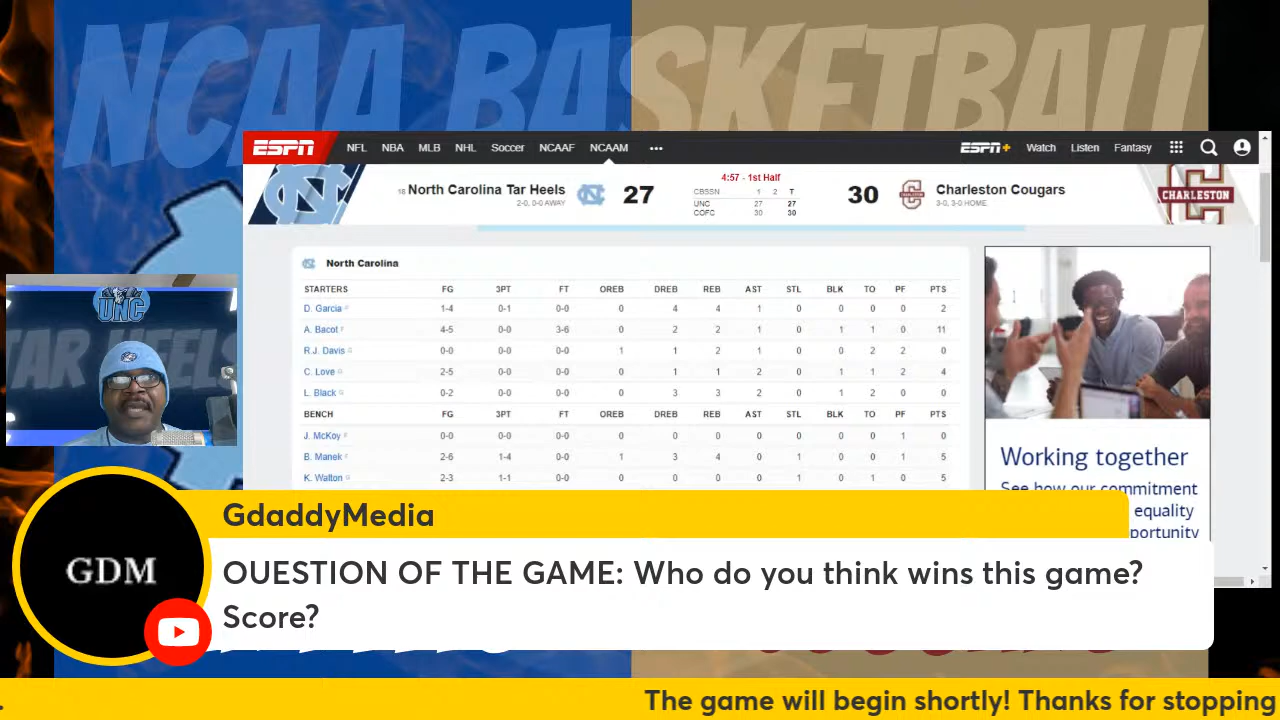 NCAA BASKETBALL
ESPN NFL NBA MLB NHL Soccer NCAAF NCAAM ••• ESPN+ Watch Listen Fantasy
18 North Carolina Tar Heels 27 4:57 - 1st Half 30 Charleston Cougars
2-0, 0-0 AWAY CBSSN 1 2 T 3-0, 3-0 HOME
UNC 27 27
COFC 30 30
CHARLESTON
North Carolina
STARTERS FG 3PT FT OREB DREB REB AST STL BLK TO PF PTS
D. Garcia F 1-4 0-1 0-0 0 4 4 1 0 0 0 0 2
A. Bacot F 4-5 0-0 3-6 0 2 2 1 0 1 1 0 11
R.J. Davis G 0-0 0-0 0-0 1 1 2 1 0 0 2 2 0
C. Love G 2-5 0-0 0-0 0 1 1 2 0 1 1 2 4
L. Black G 0-2 0-0 0-0 0 3 3 2 0 1 2 0 0
BENCH FG 3PT FT OREB DREB REB AST STL BLK TO PF PTS
J. McKoy F 0-0 0-0 0-0 0 0 0 0 0 0 0 1 0
B. Manek F 2-6 1-4 0-0 1 3 4 0 1 0 0 1 5
K. Walton G 2-3 1-1 0-0 0 0 0 0 1 0 1 0 5
Working together
See how our commitment
equality
opportunity
UNC
TAR HEELS
GDM
GdaddyMedia
OUESTION OF THE GAME: Who do you think wins this game?
Score?
The game will begin shortly! Thanks for stopping